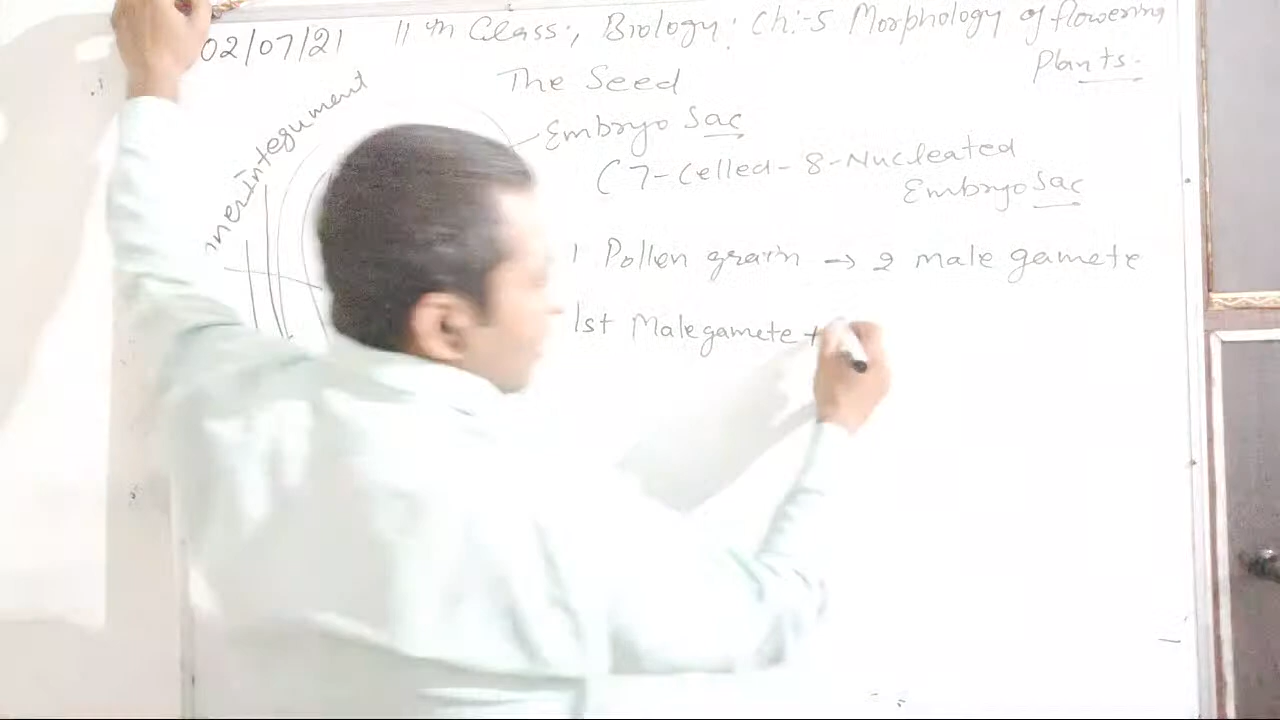 02/07/21 11th Class:, Biology: Ch:-5 Morphology of flowering
Plants.
The Seed
Embryo Sac
(7-Celled-8-Nucleated
Embryo Sac
1 Pollen grain → 2 male gamete
1st Male gamete +